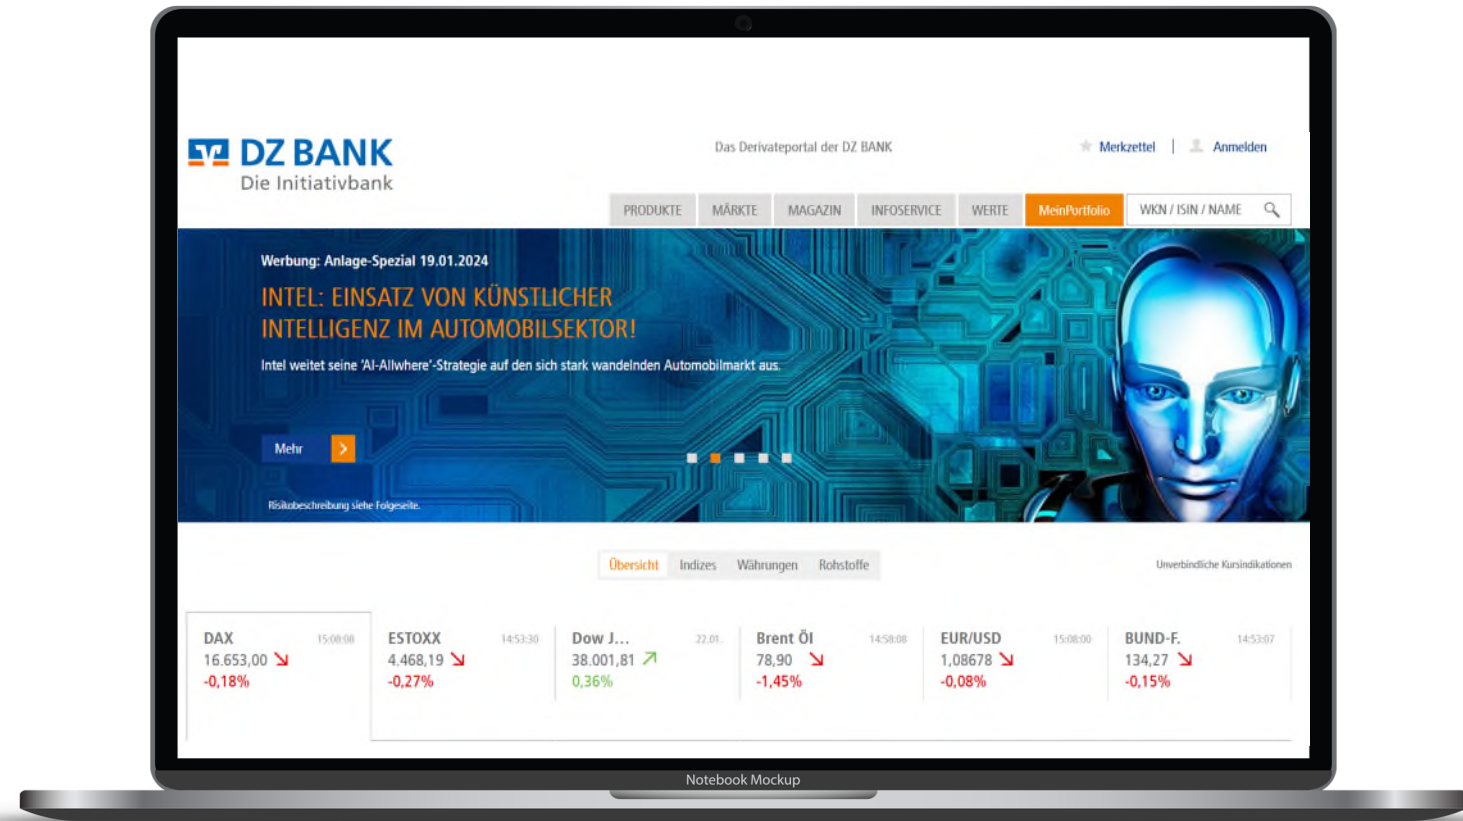 DZ BANK
Die Initiativbank
Das Derivateportal der DZ BANK
Merkzettel | Anmelden
PRODUKTE MÄRKTE MAGAZIN INFOSERVICE WERTE MeinPortfolio WKN / ISIN / NAME
Werbung: Anlage-Spezial 19.01.2024
INTEL: EINSATZ VON KÜNSTLICHER
INTELLIGENZ IM AUTOMOBILSEKTOR!
Intel weitet seine 'AI-Allwhere'-Strategie auf den sich stark wandelnden Automobilmarkt aus.
Mehr >
Risikobeschreibung siehe Folgeseite.
Übersicht Indizes Währungen Rohstoffe
Unverbindliche Kursindikationen
DAX 15:08:08
16.653,00
-0,18%
ESTOXX 14:53:30
4.468,19
-0,27%
Dow J... 22.01..
38.001,81
0,36%
Brent Öl 14:58:08
78,90
-1,45%
EUR/USD 15:08:00
1,08678
-0,08%
BUND-F. 14:53:07
134,27
-0,15%
Notebook Mockup